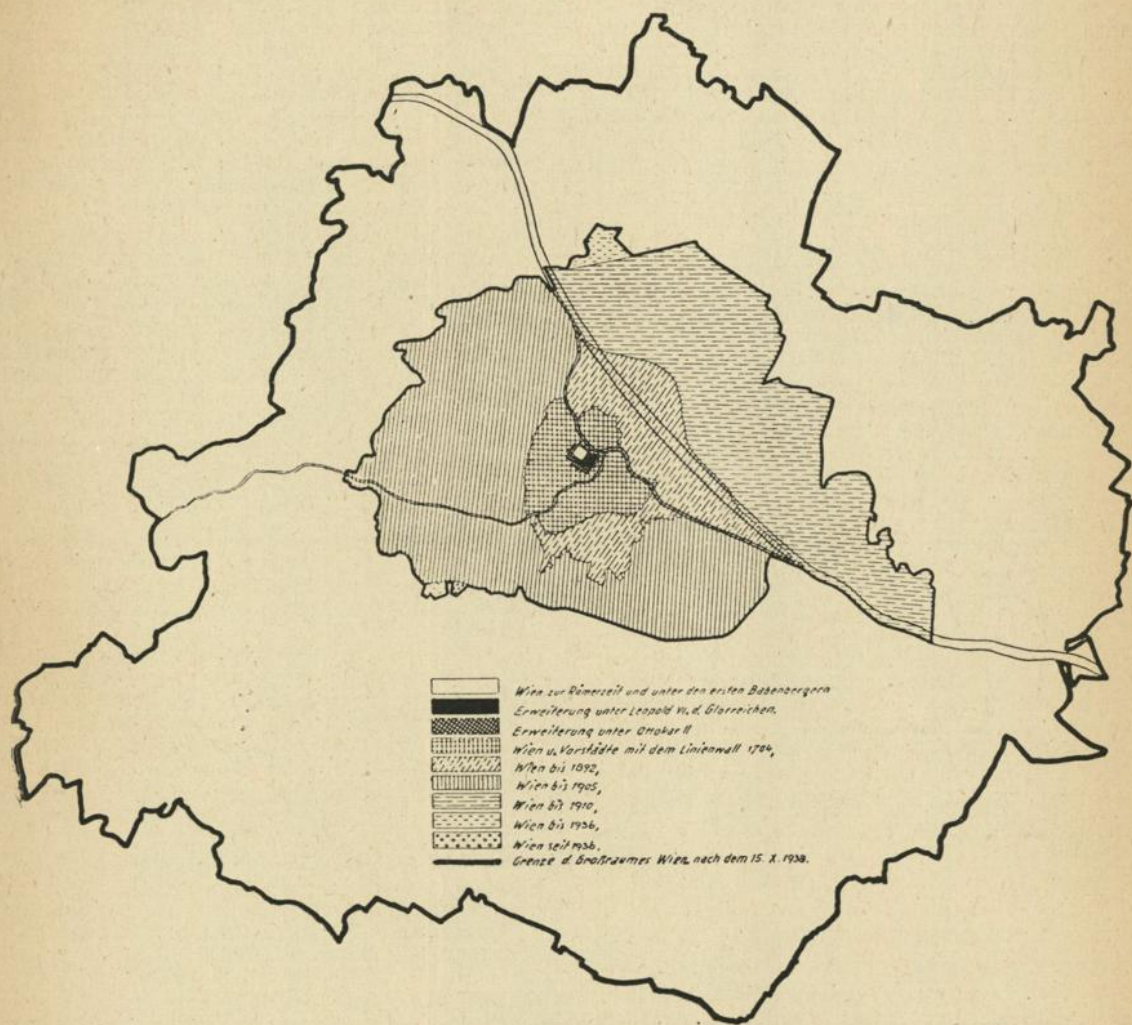 Wien zur Römerzeit und unter den ersten Babenbergern
Erweiterung unter Leopold VI. d. Glorreichen.
Erweiterung unter Ottokar II
Wien u. Vorstädte mit dem Linienwall 1704,
Wien bis 1892,
Wien bis 1905,
Wien bis 1910,
Wien bis 1936,
Wien seit 1936.
Grenze d. Großraumes Wien nach dem 15. X. 1938.